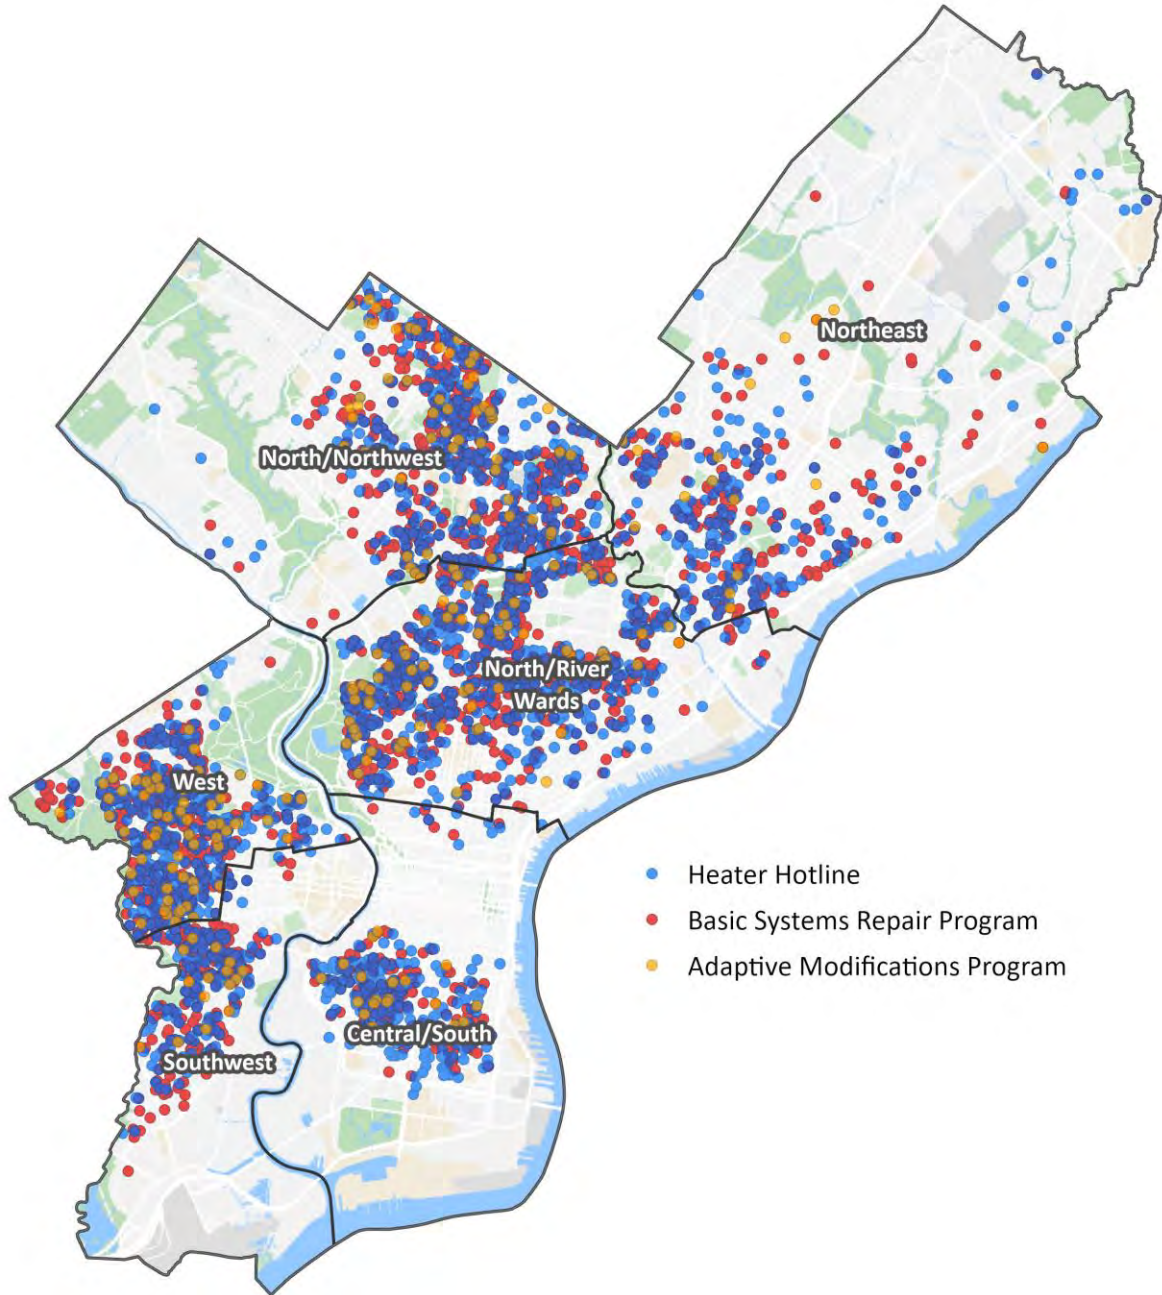 Northeast
North/Northwest
North/River
Wards
West
Heater Hotline
Basic Systems Repair Program
Adaptive Modifications Program
Central/South
Southwest